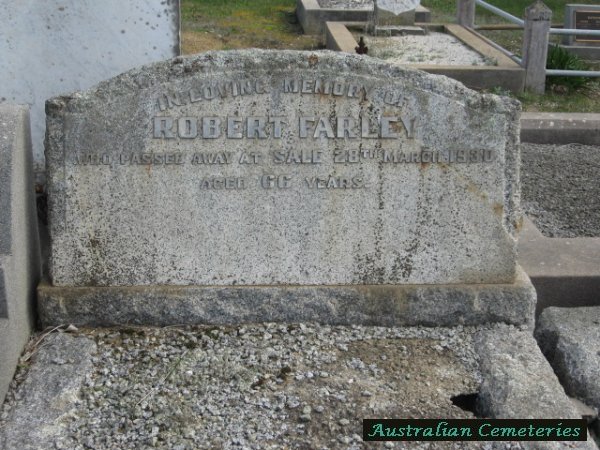 IN LOVING MEMORY OF
ROBERT FARLEY
WHO PASSED AWAY AT SALE 28TH MARCH 1930
AGED 66 YEARS.
Australian Cemeteries